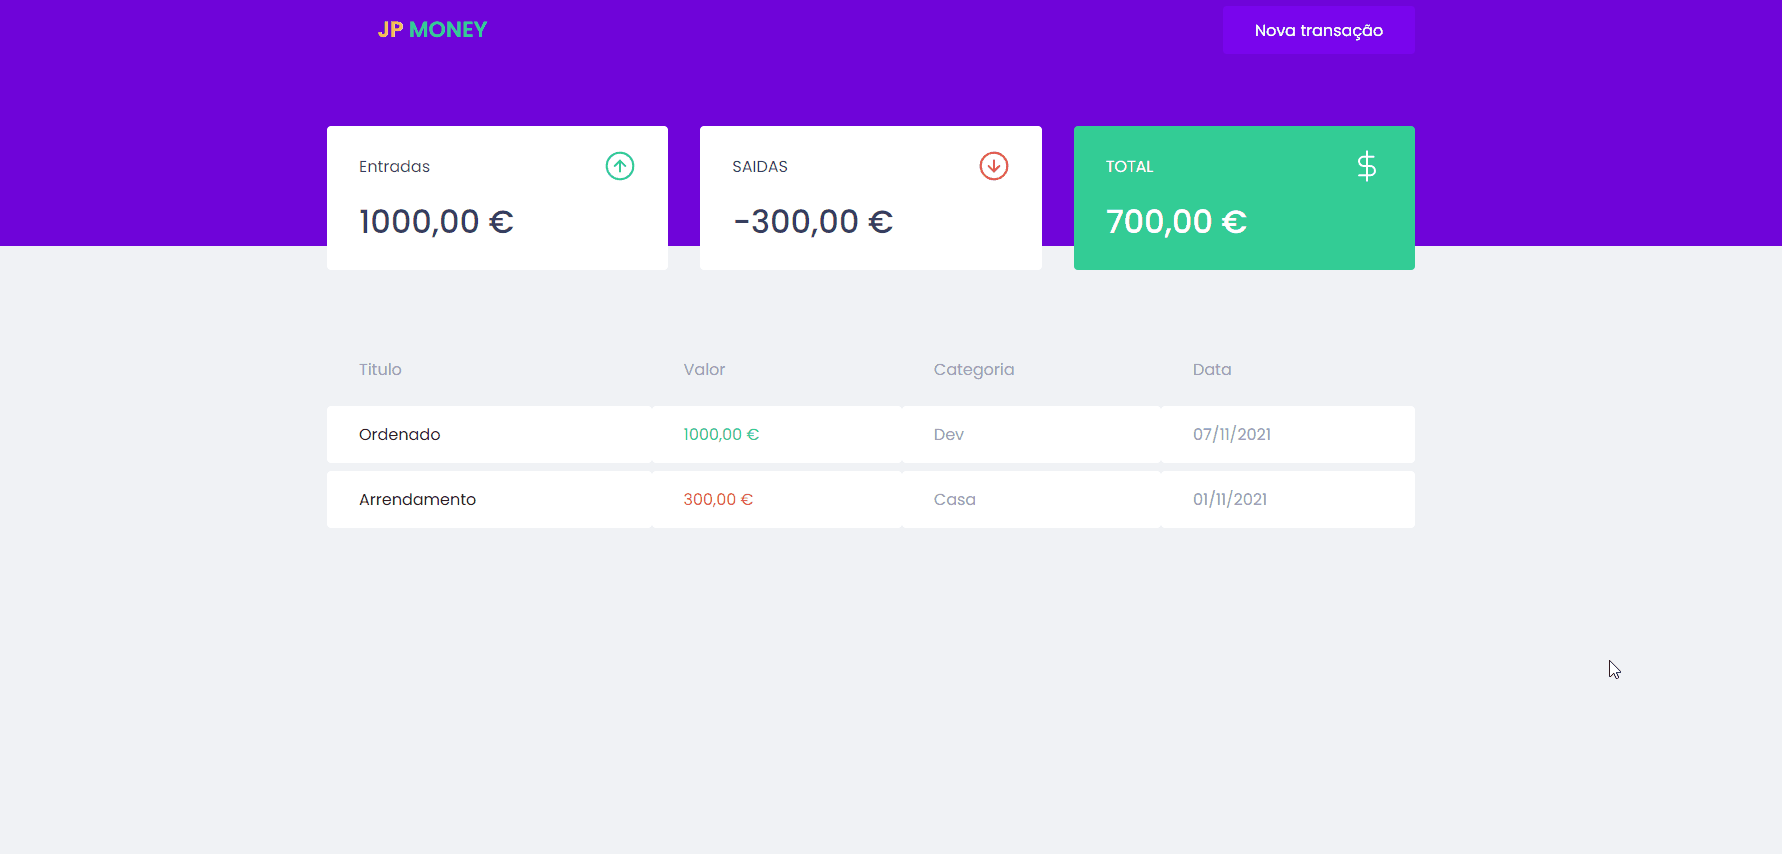 JP MONEY
Nova transação
Entradas
1000,00 €
SAIDAS
-300,00 €
TOTAL
$
700,00 €
Titulo Valor Categoria Data
Ordenado 1000,00 € Dev 07/11/2021
Arrendamento 300,00 € Casa 01/11/2021